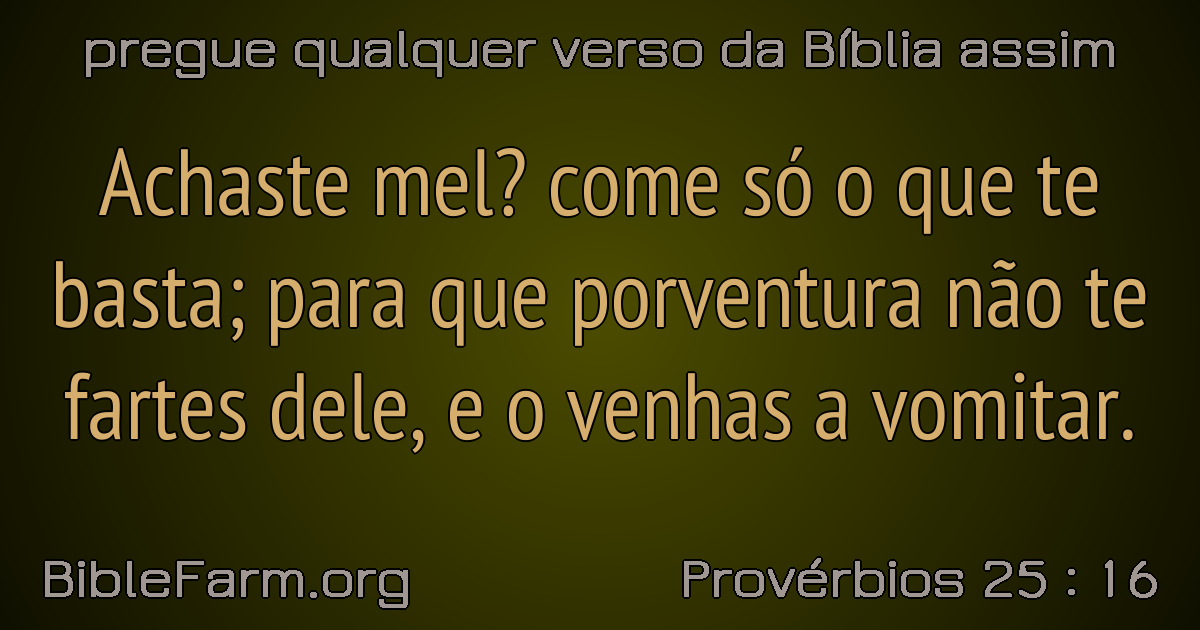 pregue qualquer verso da Bíblia assim
Achaste mel? come só o que te
basta; para que porventura não te
fartes dele, e o venhas a vomitar.
BibleFarm.org
Provérbios 25 : 16